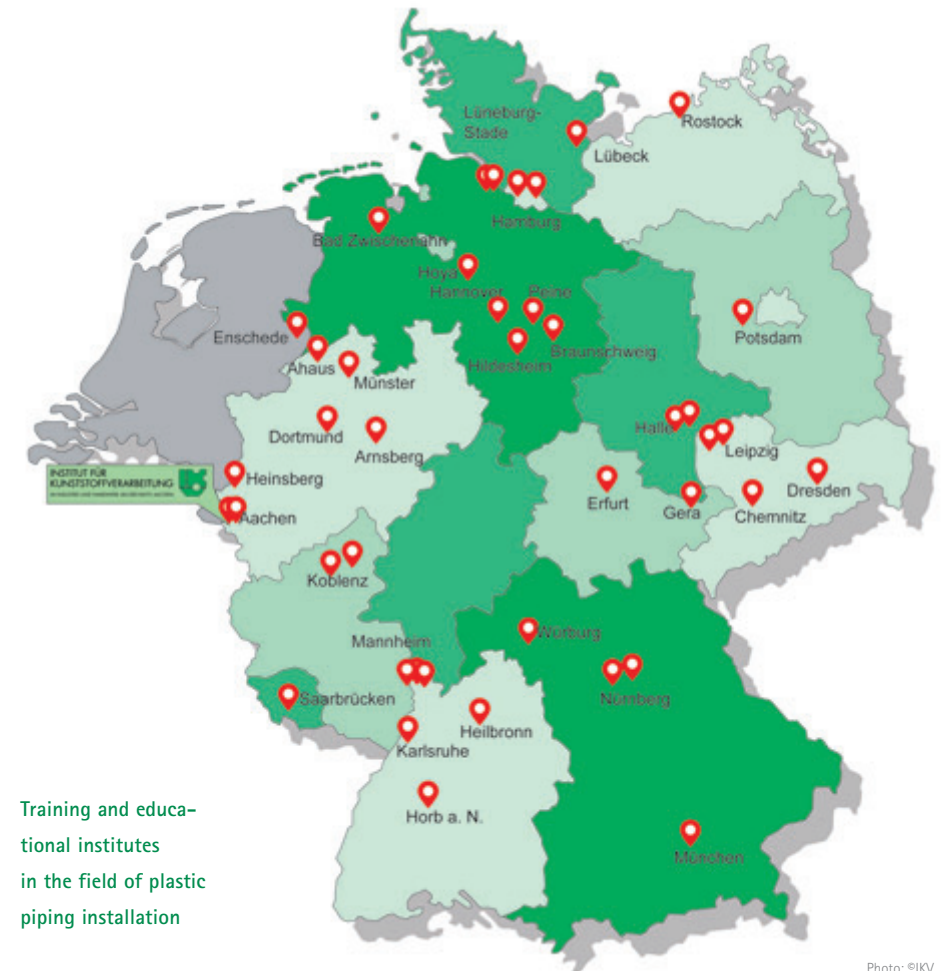 Lüneburg-
Stade
Rostock
Lübeck
Hamburg
Bad Zwischenahn
Hoya
Hannover
Peine
Potsdam
Enschede
Braunschweig
Hildesheim
Ahaus
Münster
Halle
Dortmund
Leipzig
Arnsberg
INSTITUT FÜR
KUNSTSTOFFVERARBEITUNG
Heinsberg
Dresden
Erfurt
Gera
Chemnitz
Aachen
Koblenz
Würburg
Mannheim
Saarbrücken
Nürnberg
Heilbronn
Karlsruhe
Horb a. N.
München
Training and educa-
tional institutes
in the field of plastic
piping installation
Photo: ©IKV